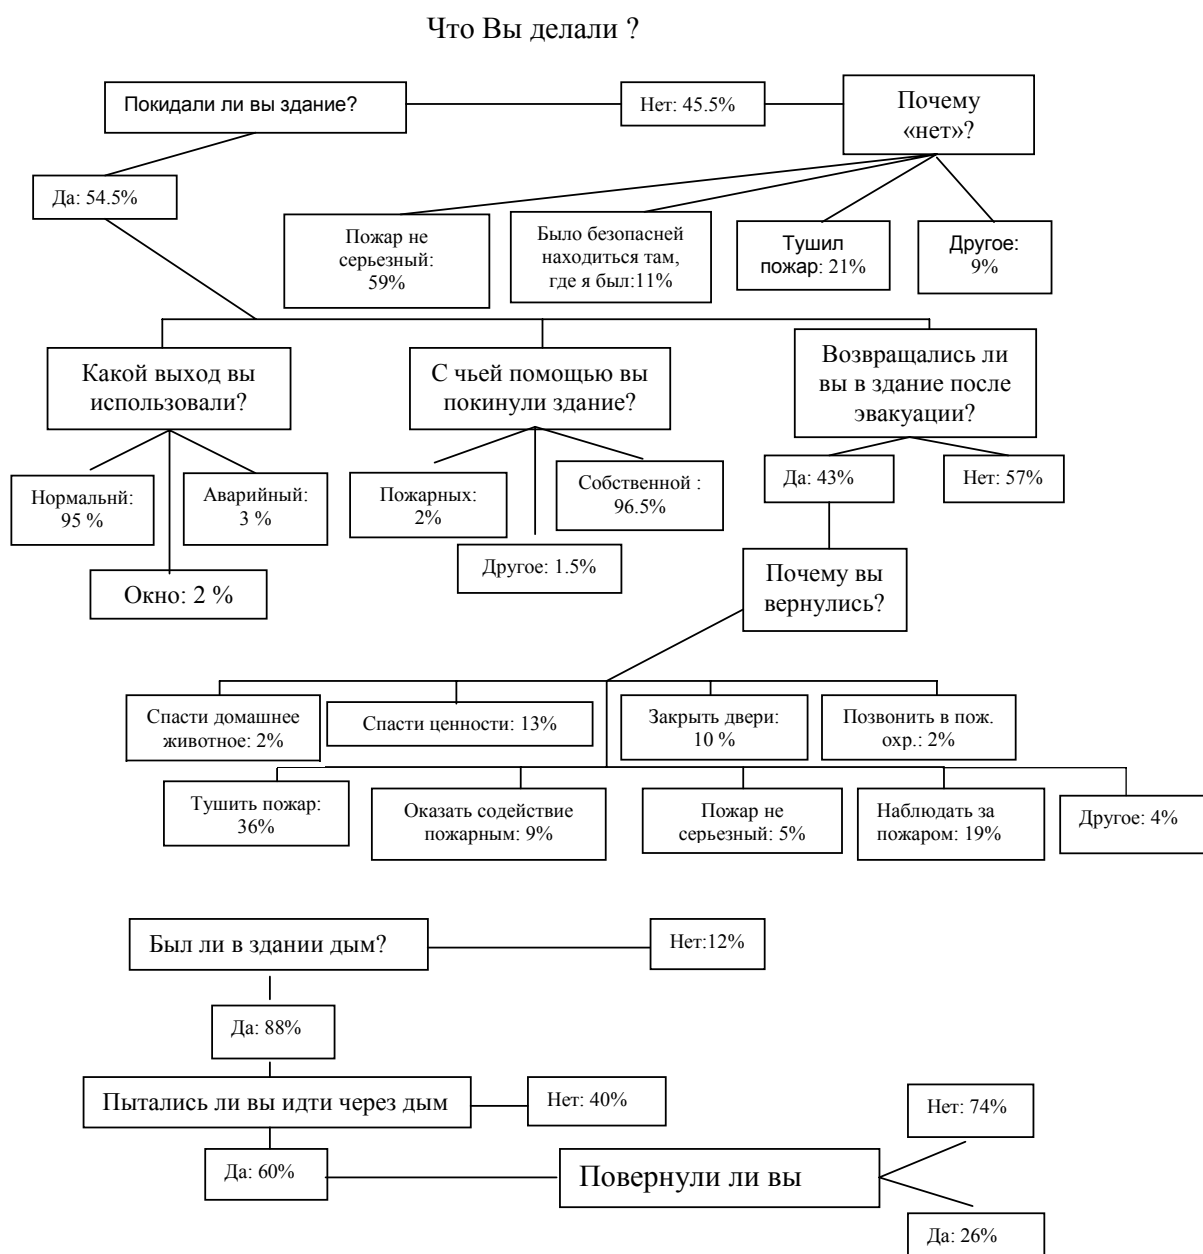 Что Вы делали ?
Покидали ли вы здание?
Нет: 45.5%
Почему
«нет»?
Да: 54.5%
Пожар не
серьезный:
59%
Было безопасней
находиться там,
где я был:11%
Тушил
пожар: 21%
Другое:
9%
Какой выход вы
использовали?
С чьей помощью вы
покинули здание?
Возвращались ли
вы в здание после
эвакуации?
Нормальнй:
95 %
Аварийный:
3 %
Окно: 2 %
Пожарных:
2%
Собственной :
96.5%
Другое: 1.5%
Да: 43%
Нет: 57%
Почему вы
вернулись?
Спасти домашнее
животное: 2%
Спасти ценности: 13%
Закрыть двери:
10 %
Позвонить в пож.
охр.: 2%
Тушить пожар:
36%
Оказать содействие
пожарным: 9%
Пожар не
серьезный: 5%
Наблюдать за
пожаром: 19%
Другое: 4%
Был ли в здании дым?
Нет:12%
Да: 88%
Пытались ли вы идти через дым
Нет: 40%
Нет: 74%
Да: 60%
Повернули ли вы
Да: 26%